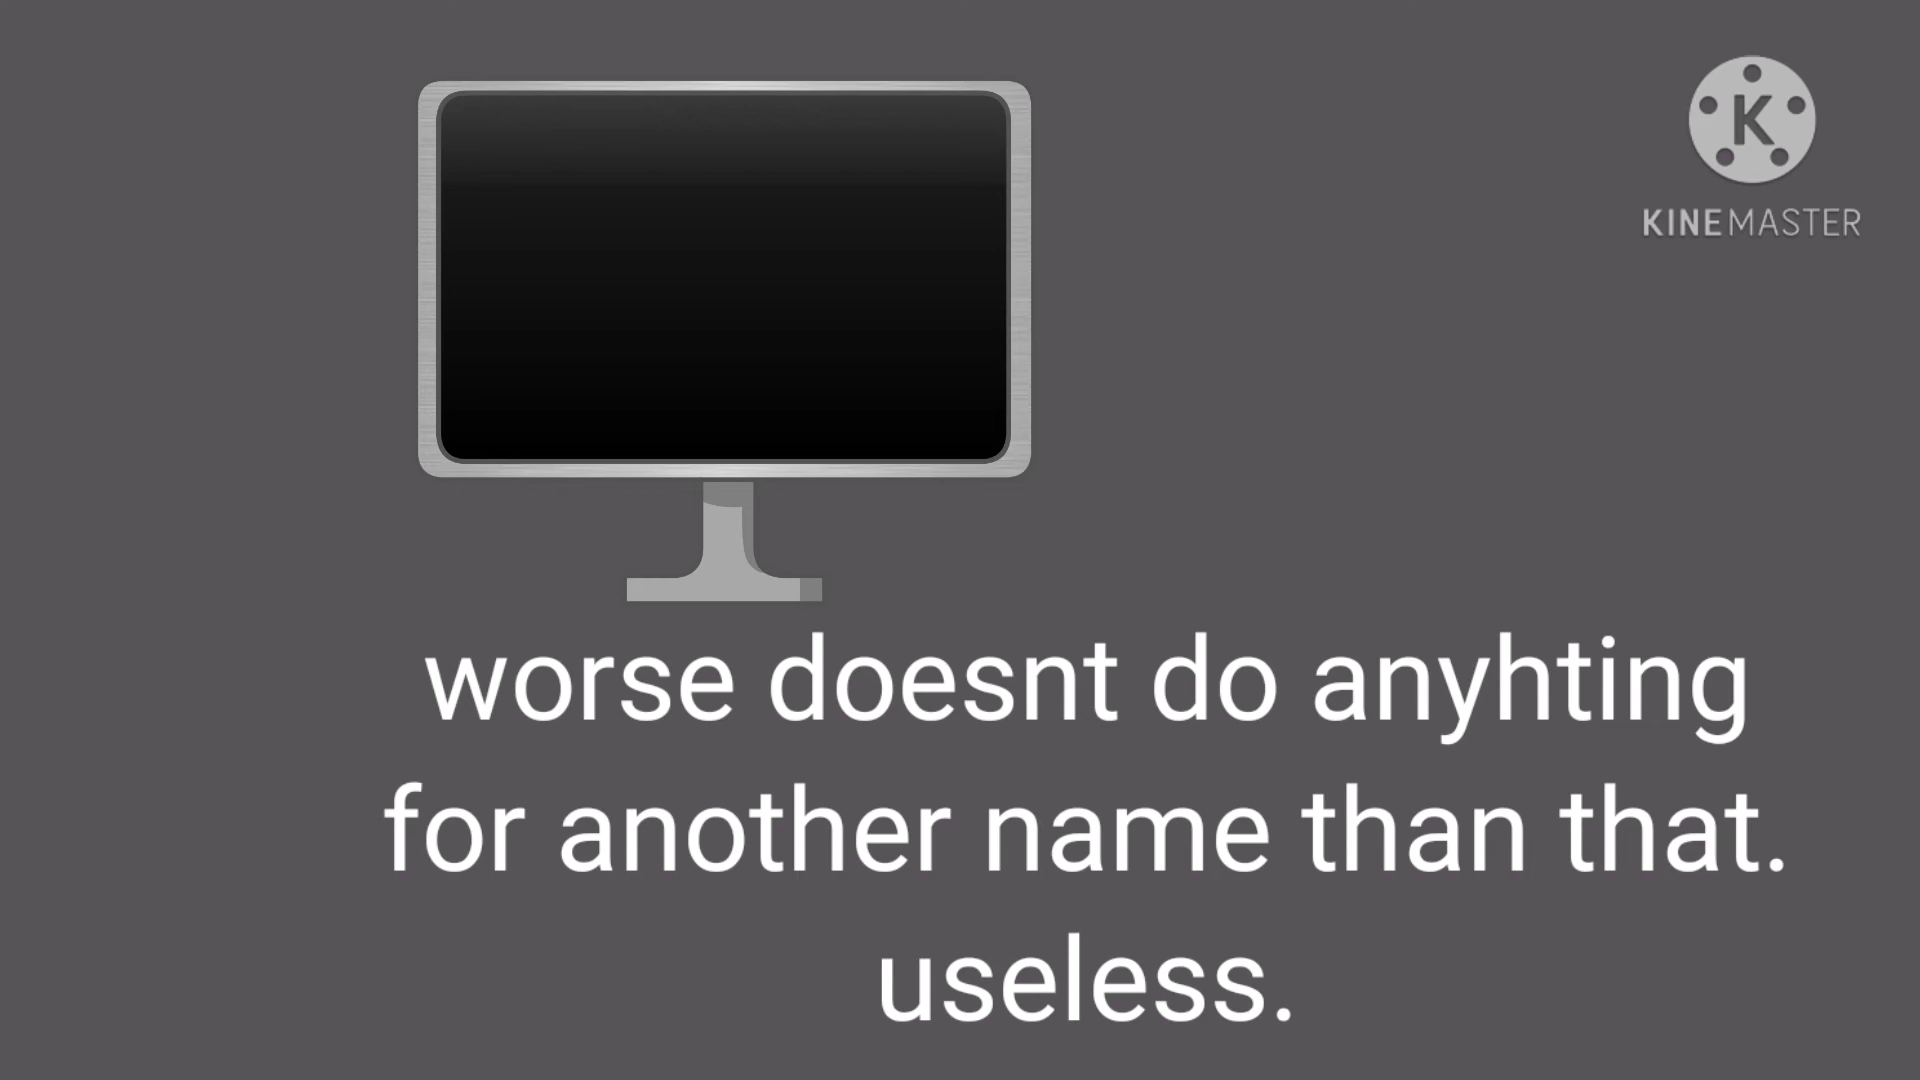 K
KINEMASTER
worse doesnt do anyhting
for another name than that.
useless.